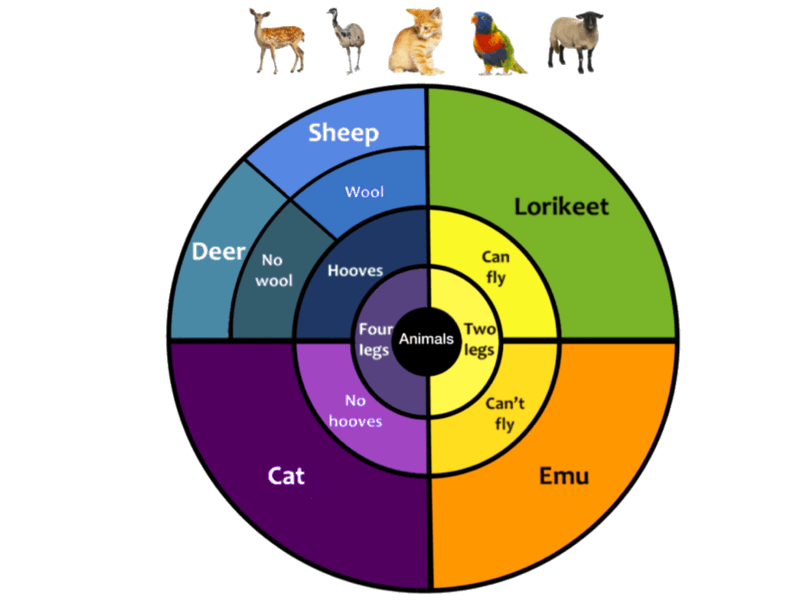 Sheep
Wool
Lorikeet
Deer
No
wool
Hooves
Can
fly
Four
legs
Animals
Two
legs
No
hooves
Can't
fly
Cat
Emu